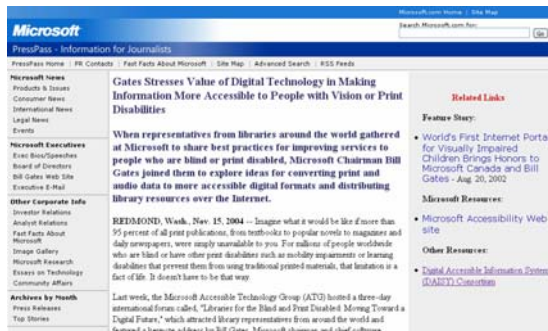 Microsoft.com Home | Site Map
Microsoft
Search Microsoft.com for:
Go
PressPass - Information for Journalists
PressPass Home | PR Contacts | Fast Facts About Microsoft | Site Map | Advanced Search | RSS Feeds
Microsoft News
Products & Issues
Consumer News
International News
Legal News
Events
Microsoft Executives
Exec Bios/Speeches
Board of Directors
Bill Gates Web Site
Executive E-Mail
Other Corporate Info
Investor Relations
Analyst Relations
Fast Facts About
Microsoft
Image Gallery
Microsoft Research
Essays on Technology
Community Affairs
Archives by Month
Press Releases
Top Stories
Gates Stresses Value of Digital Technology in Making
Information More Accessible to People with Vision or Print
Disabilities
When representatives from libraries around the world gathered
at Microsoft to share best practices for improving services to
people who are blind or print disabled, Microsoft Chairman Bill
Gates joined them to explore ideas for converting print and
audio data to more accessible digital formats and distributing
library resources over the Internet.
REDMOND, Wash., Nov. 15, 2004 -- Imagine what it would be like if more than
95 percent of all print publications, from textbooks to popular novels to magazines and
daily newspapers, were simply unavailable to you. For millions of people worldwide
who are blind or have other print disabilities such as mobility impairments or learning
disabilities that prevent them from using traditional printed materials, that limitation is a
fact of life. It doesn't have to be that way.
Last week, the Microsoft Accessible Technology Group (ATG) hosted a three-day
international forum called, "Libraries for the Blind and Print Disabled: Moving Toward a
Digital Future," which attracted library representatives from around the world and
featured a keynote address by Bill Gates, Microsoft chairman and chief software
Related Links
Feature Story:
World's First Internet Porta
for Visually Impaired
Children Brings Honors to
Microsoft Canada and Bill
Gates - Aug. 20, 2002
Microsoft Resources:
Microsoft Accessibility Web
site
Other Resources:
Digital Accessible Information System
(DAISY) Consortium